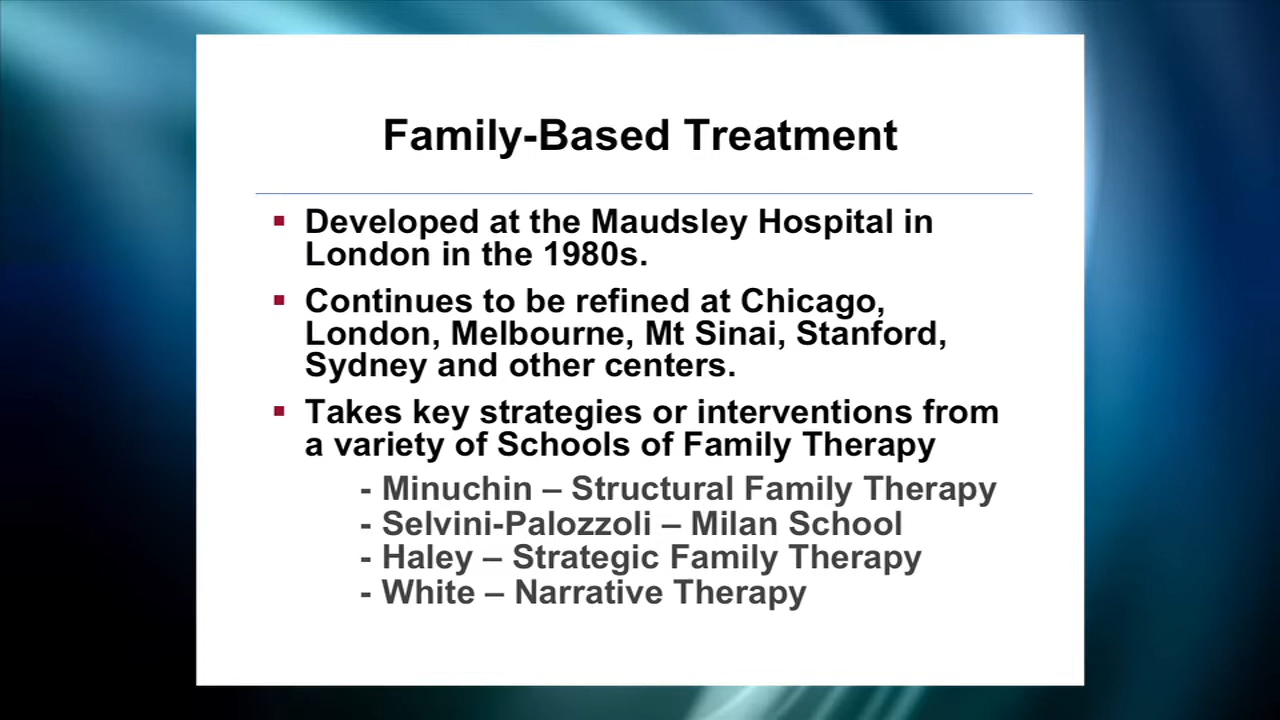 Family-Based Treatment
▪ Developed at the Maudsley Hospital in
London in the 1980s.
▪ Continues to be refined at Chicago,
London, Melbourne, Mt Sinai, Stanford,
Sydney and other centers.
▪ Takes key strategies or interventions from
a variety of Schools of Family Therapy
- Minuchin – Structural Family Therapy
- Selvini-Palozzoli – Milan School
- Haley – Strategic Family Therapy
- White – Narrative Therapy